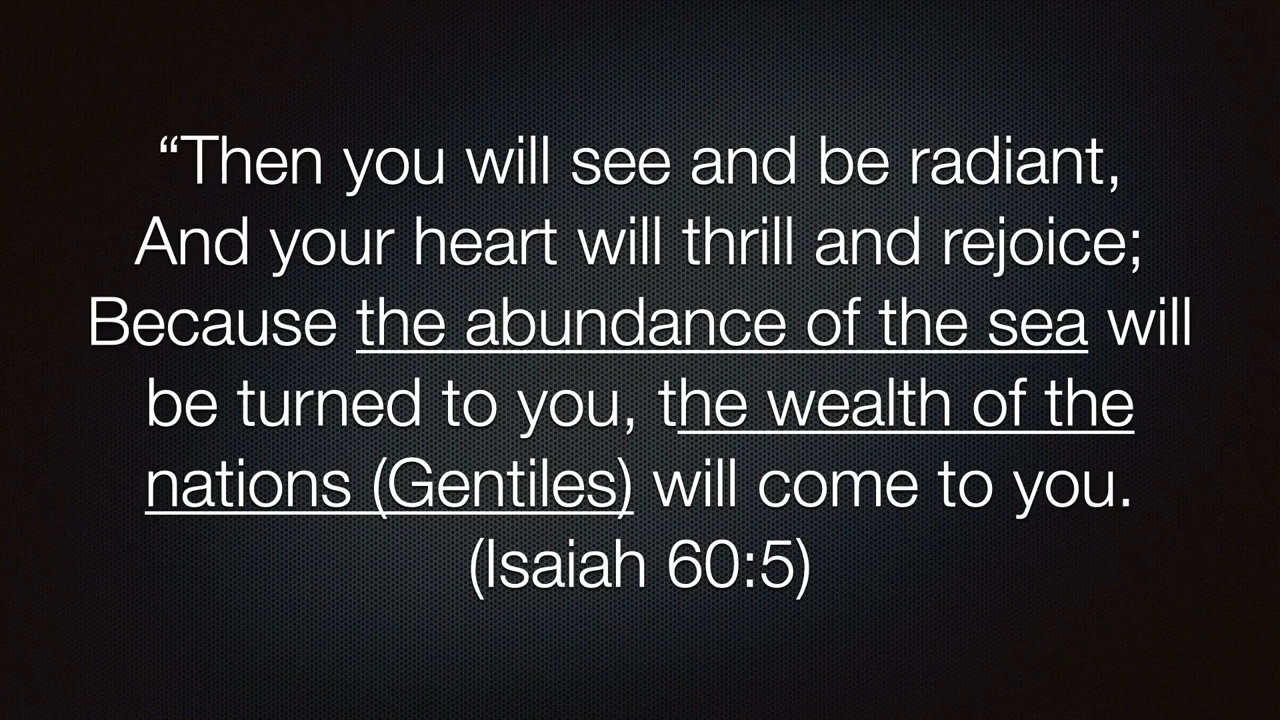 “Then you will see and be radiant,
And your heart will thrill and rejoice;
Because the abundance of the sea will
be turned to you, the wealth of the
nations (Gentiles) will come to you.
(Isaiah 60:5)